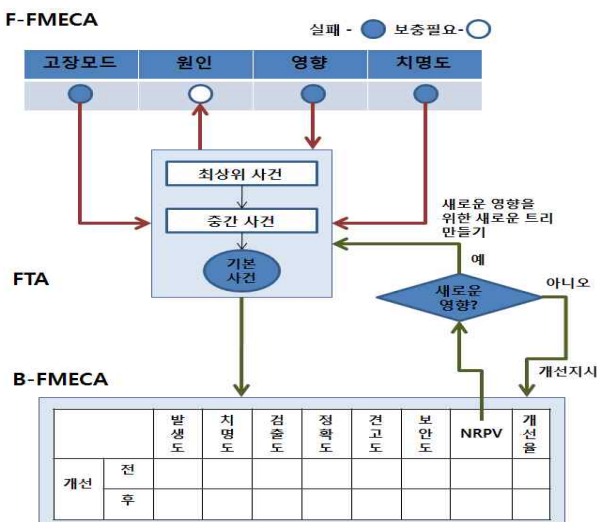 F-FMECA
실패 - 보충필요-
고장모드 원인 영향 치명도
최상위 사건
중간 사건
기본
사건
새로운 영향을
위한 새로운 트리
만들기
예
새로운
영향?
아니오
FTA
개선지시
B-FMECA
발생도 치명도 검출도 정확도 견고도 보안도 NRPV 개선율
개선
전
후